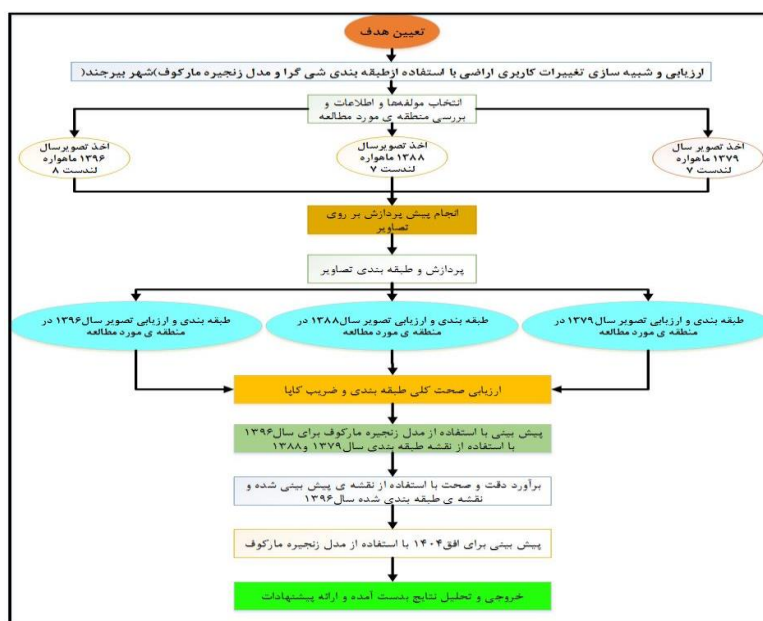 تعیین هدف
ارزیابی و شبیه سازی تغییرات کاربری اراضی با استفاده ازطبقه بندی شی گرا و مدل زنجیره مارکوف)شهر بیرجند(
انتخاب مولفه‌ها و اطلاعات و
بررسی منطقه ی مورد مطالعه
اخذ تصویر سال
۱۳۷۹ ماهواره
لندست ۷
اخذ تصویرسال
۱۳۸۸ ماهواره
لندست ۷
اخذ تصویرسال
۱۳۹۶ ماهواره
لندست ۸
انجام پیش پردازش بر روی
تصاویر
پردازش و طبقه بندی تصاویر
طبقه بندی و ارزیابی تصویر سال۱۳۷۹ در
منطقه ی مورد مطالعه
طبقه بندی و ارزیابی تصویر سال۱۳۸۸ در
منطقه ی مورد مطالعه
طبقه بندی و ارزیابی تصویر سال۱۳۹۶ در
منطقه ی مورد مطالعه
ارزیابی صحت کلی طبقه بندی و ضریب کاپا
پیش بینی با استفاده از مدل زنجیره مارکوف برای سال۱۳۹۶
با استفاده از نقشه طبقه بندی سال۱۳۷۹ و۱۳۸۸
برآورد دقت و صحت با استفاده از نقشه ی پیش بینی شده و
نقشه ی طبقه بندی شده سال۱۳۹۶
پیش بینی برای افق۱۴۰۴ با استفاده از مدل زنجیره مارکوف
خروجی و تحلیل نتایج بدست آمده و ارائه پیشنهادات